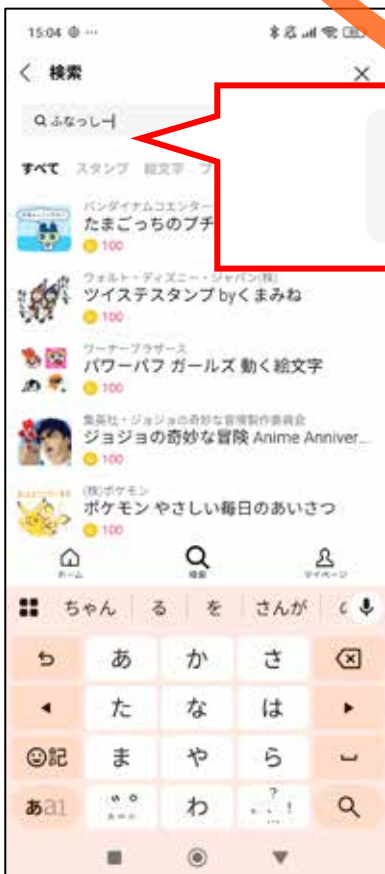 15:04
検索
ふなっしー
すべて スタンプ 絵文字
バンダイナムコエンター
たまごっちのプチ
100
ウォルト・ディズニー・ジャパン(株)
ツイステスタンプ byくまみね
100
ワーナーブラザース
パワーパフ ガールズ 動く絵文字
100
集英社・ジョジョの奇妙な冒険製作委員会
ジョジョの奇妙な冒険 Anime Anniver...
100
(株)ポケモン
ポケモン やさしい毎日のあいさつ
100
ホーム 検索 マイページ
ちゃん る を さんが
あ か さ
た な は
記 ま や ら
あa1 わ 、。?!